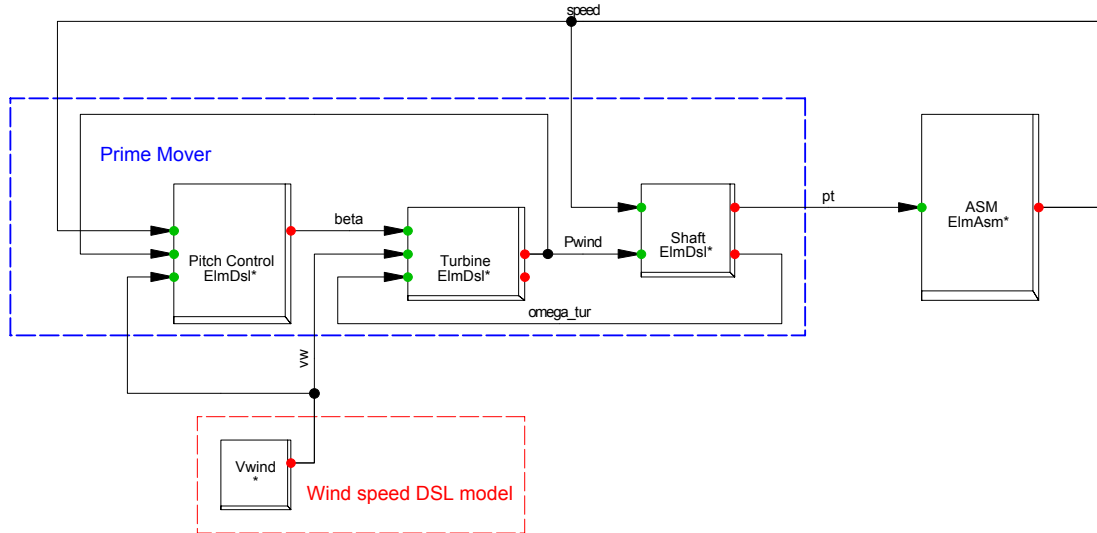 speed
Prime Mover
Pitch Control
ElmDsl*
beta
Turbine
ElmDsl*
Pwind
Shaft
ElmDsl*
pt
ASM
ElmAsm*
omega_tur
vw
Vwind
*
Wind speed DSL model